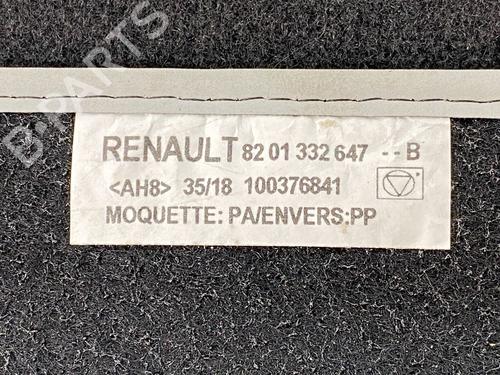 B-PARTS
RENAULT 82 01 332 647 --B
<AH8> 35/18 100376841
MOQUETTE: PA/ENVERS:PP